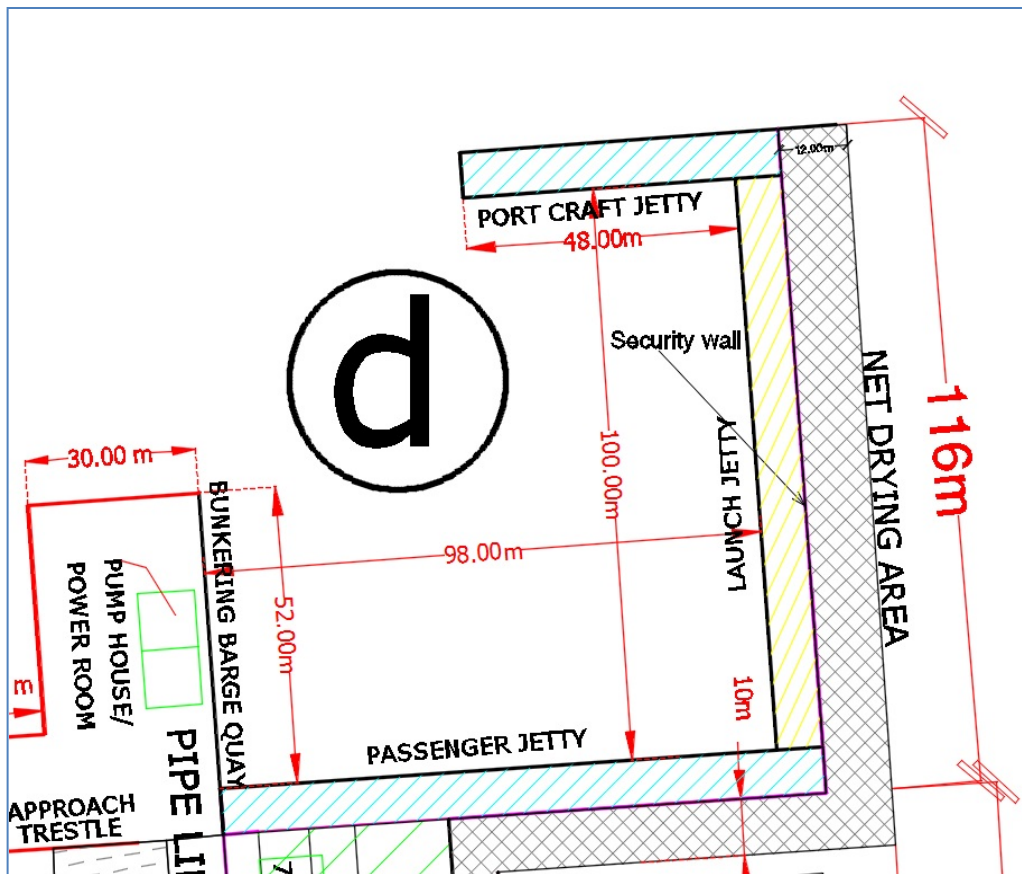 12.00m
PORT CRAFT JETTY
48.00m
d
Security wall
NET DRYING AREA
116m
100.00m
LAUNCH JETTY
30.00 m
BUNKERING BARGE QUAY
98.00m
52.00m
PUMP HOUSE/
POWER ROOM
m
10m
PASSENGER JETTY
PIPE LI
APPROACH
TRESTLE
7